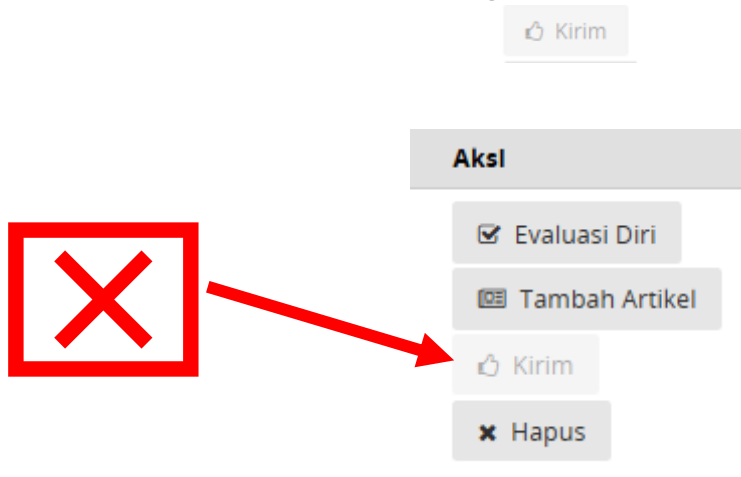 Kirim
AksI
Evaluasi Diri
Tambah Artikel
Kirim
Hapus